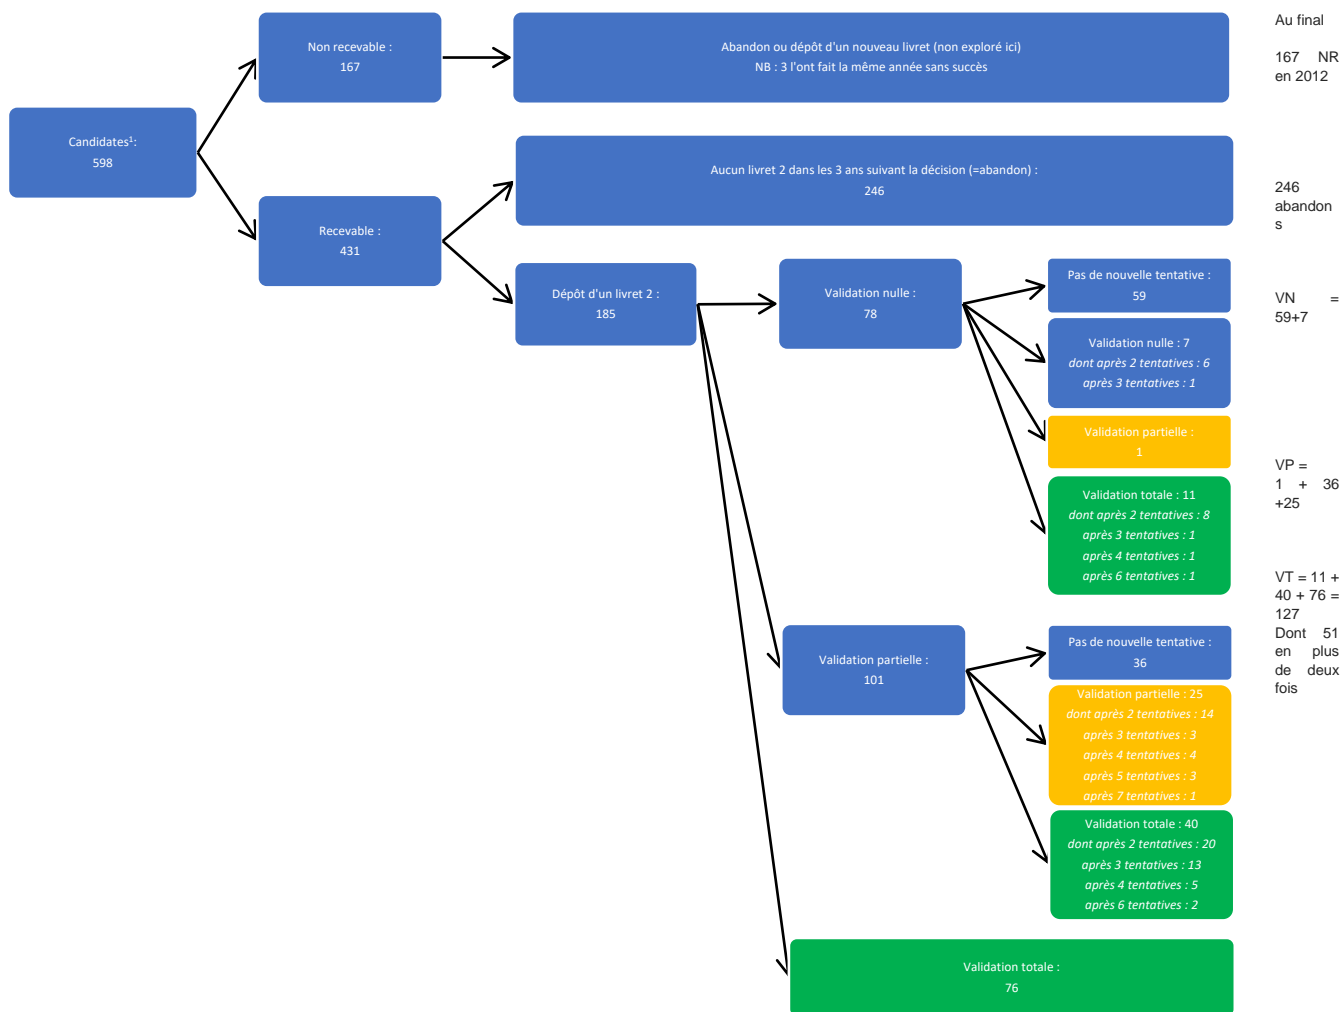 Non recevable :
167
Abandon ou dépôt d'un nouveau livret (non exploré ici)
NB : 3 l'ont fait la même année sans succès
Candidates¹:
598
Aucun livret 2 dans les 3 ans suivant la décision (=abandon) :
246
Recevable :
431
Dépôt d'un livret 2 :
185
Validation nulle :
78
Pas de nouvelle tentative :
59
Validation nulle : 7
dont après 2 tentatives : 6
après 3 tentatives : 1
Validation partielle :
1
Validation totale : 11
dont après 2 tentatives : 8
après 3 tentatives : 1
après 4 tentatives : 1
après 6 tentatives : 1
Validation partielle :
101
Pas de nouvelle tentative :
36
Validation partielle : 25
dont après 2 tentatives : 14
après 3 tentatives : 3
après 4 tentatives : 4
après 5 tentatives : 3
après 7 tentatives : 1
Validation totale : 40
dont après 2 tentatives : 20
après 3 tentatives : 13
après 4 tentatives : 5
après 6 tentatives : 2
Validation totale :
76
Au final
167 NR
en 2012
246
abandon
s
VN =
59+7
VP =
1 + 36
+25
VT = 11 +
40 + 76 =
127
Dont 51
en plus
de deux
fois